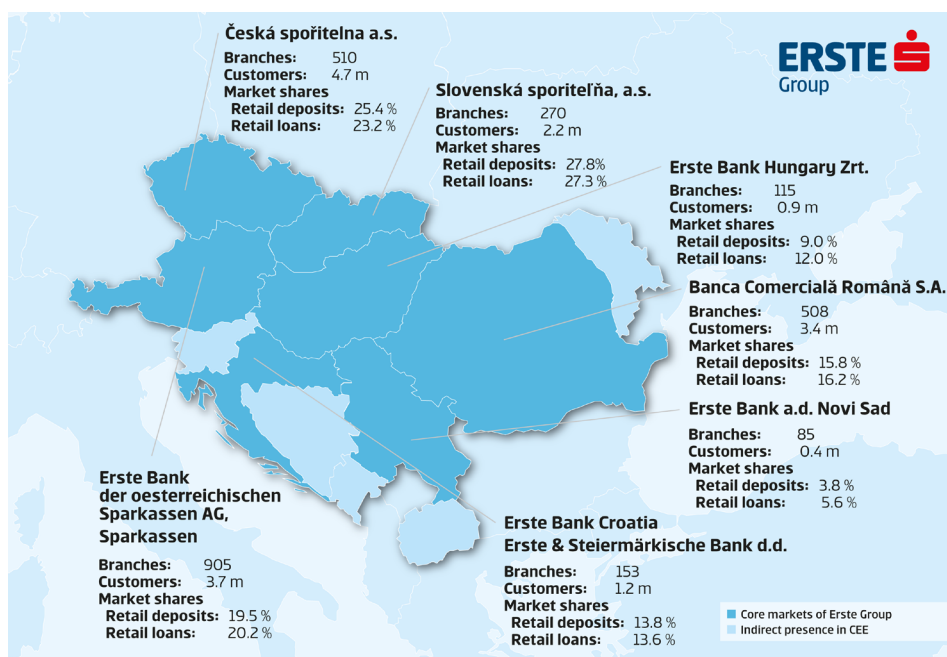 Česká spořitelna a.s.
Branches: 510
Customers: 4.7 m
Market shares
Retail deposits: 25.4 %
Retail loans: 23.2 %
ERSTE
Group
Slovenská sporiteľňa, a.s.
Branches: 270
Customers: 2.2 m
Market shares
Retail deposits: 27.8%
Retail loans: 27.3 %
Erste Bank Hungary Zrt.
Branches: 115
Customers: 0.9 m
Market shares
Retail deposits: 9.0 %
Retail loans: 12.0 %
Banca Comercială Română S.A.
Branches: 508
Customers: 3.4 m
Market shares
Retail deposits: 15.8 %
Retail loans: 16.2 %
Erste Bank a.d. Novi Sad
Branches: 85
Customers: 0.4 m
Market shares
Retail deposits: 3.8 %
Retail loans: 5.6 %
Erste Bank
der oesterreichischen
Sparkassen AG,
Sparkassen
Branches: 905
Customers: 3.7 m
Market shares
Retail deposits: 19.5 %
Retail loans: 20.2 %
Erste Bank Croatia
Erste & Steiermärkische Bank d.d.
Branches: 153
Customers: 1.2 m
Market shares
Retail deposits: 13.8 %
Retail loans: 13.6 %
Core markets of Erste Group
Indirect presence in CEE